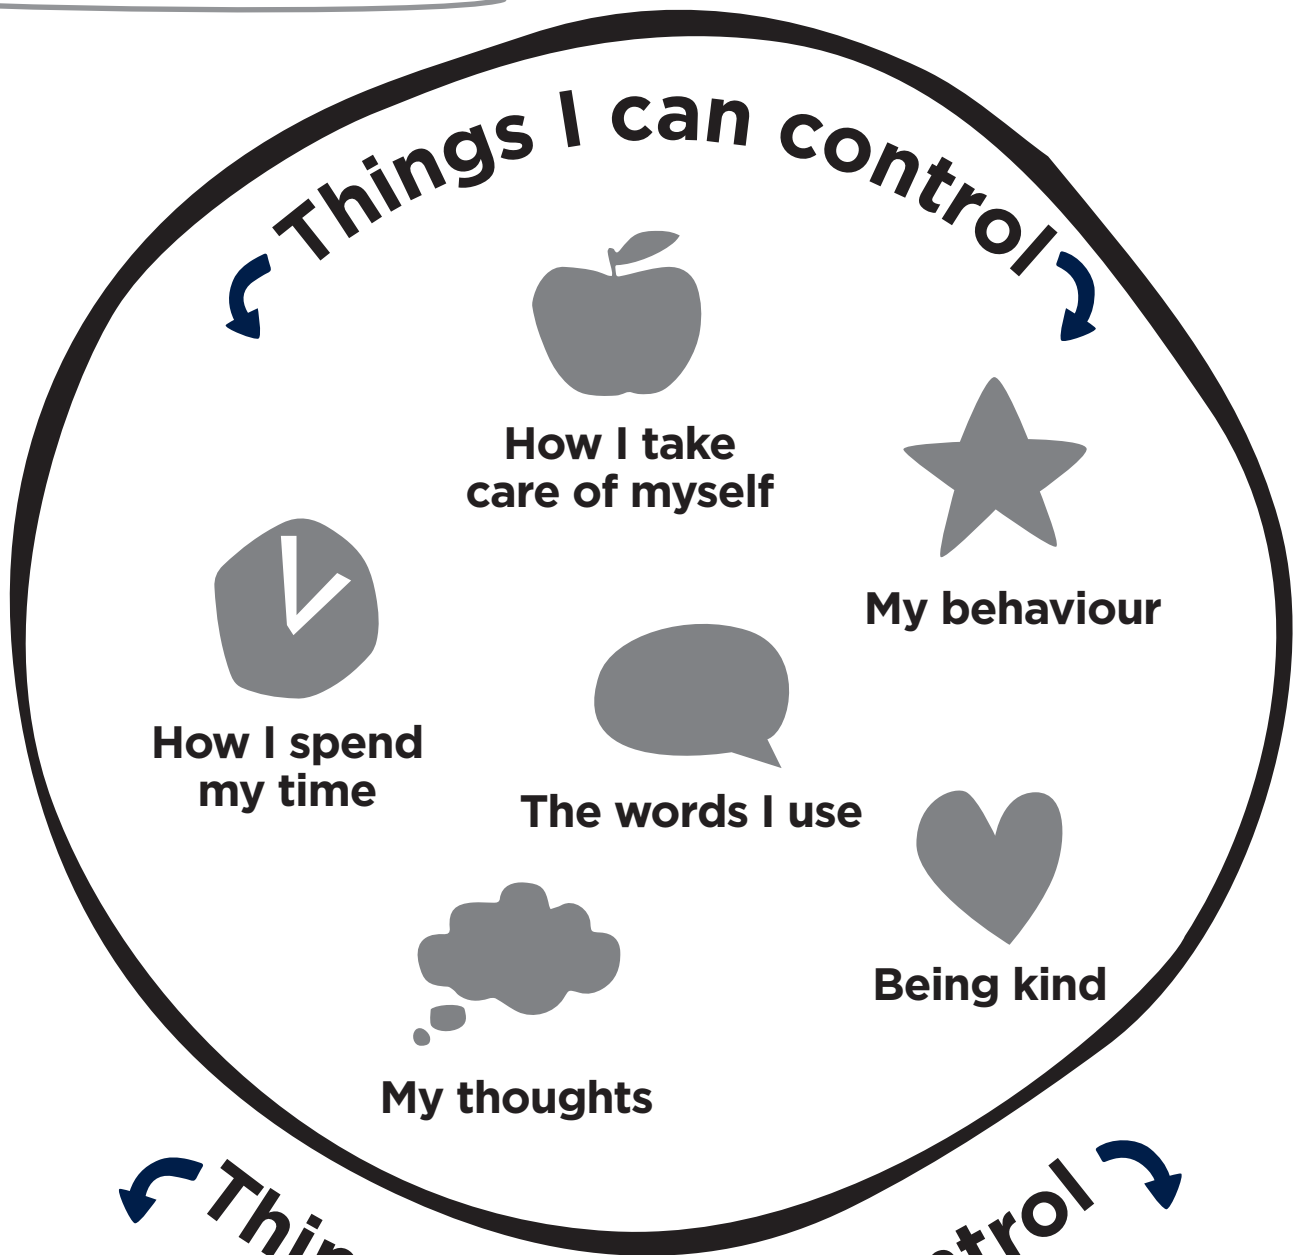 Things I can control
How I take
care of myself
My behaviour
How I spend
my time
The words I use
Being kind
My thoughts